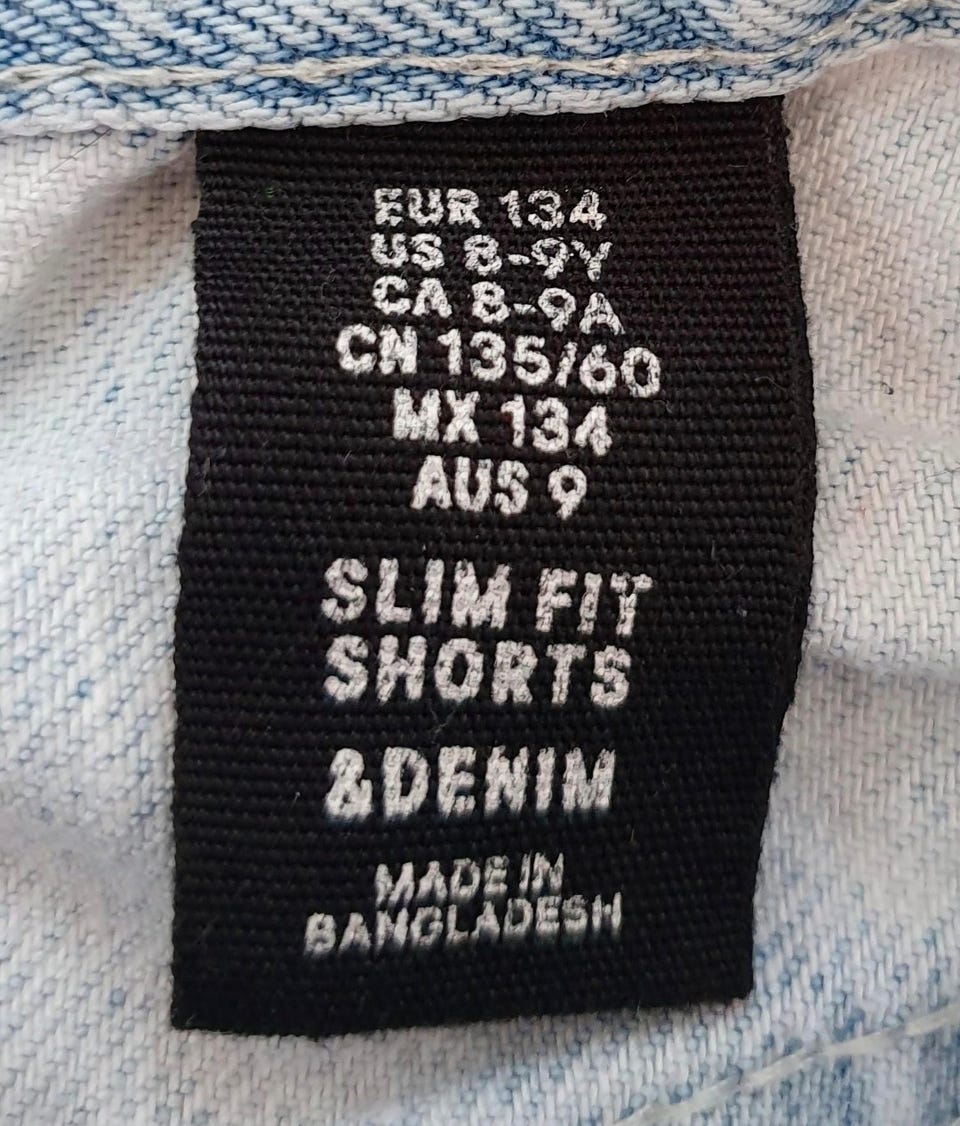 EUR 134
US 8-9Y
CA 8-9A
CN 135/60
MX 134
AUS 9
SLIM FIT
SHORTS
&DENIM
MADE IN
BANGLADESH